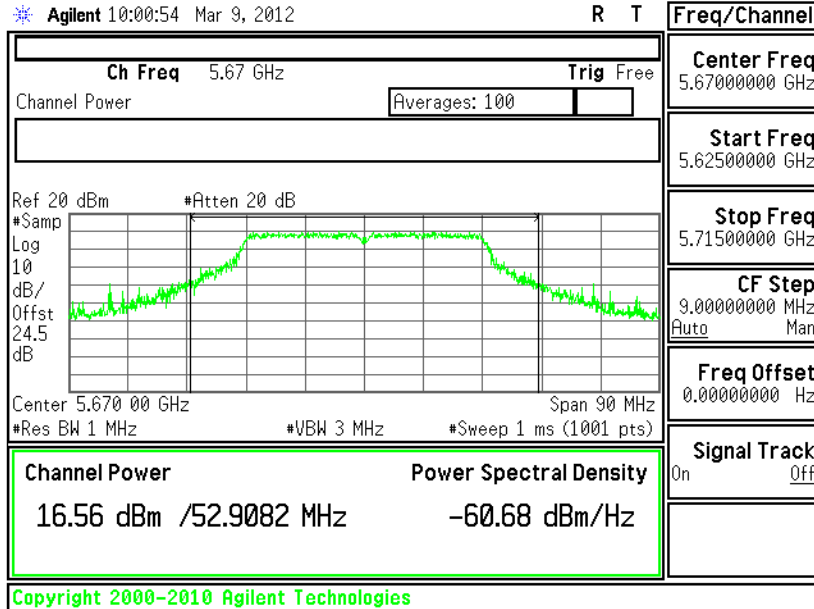 Agilent 10:00:54 Mar 9, 2012 R T
Ch Freq 5.67 GHz Trig Free
Channel Power Averages: 100
Ref 20 dBm #Atten 20 dB
#Samp
Log
10
dB/
Offst
24.5
dB
Center 5.670 00 GHz Span 90 MHz
#Res BW 1 MHz #VBW 3 MHz #Sweep 1 ms (1001 pts)
Channel Power Power Spectral Density
16.56 dBm /52.9082 MHz -60.68 dBm/Hz
Copyright 2000-2010 Agilent Technologies
Freq/Channel
Center Freq
5.67000000 GHz
Start Freq
5.62500000 GHz
Stop Freq
5.71500000 GHz
CF Step
9.00000000 MHz
Auto Man
Freq Offset
0.00000000 Hz
Signal Track
On Off